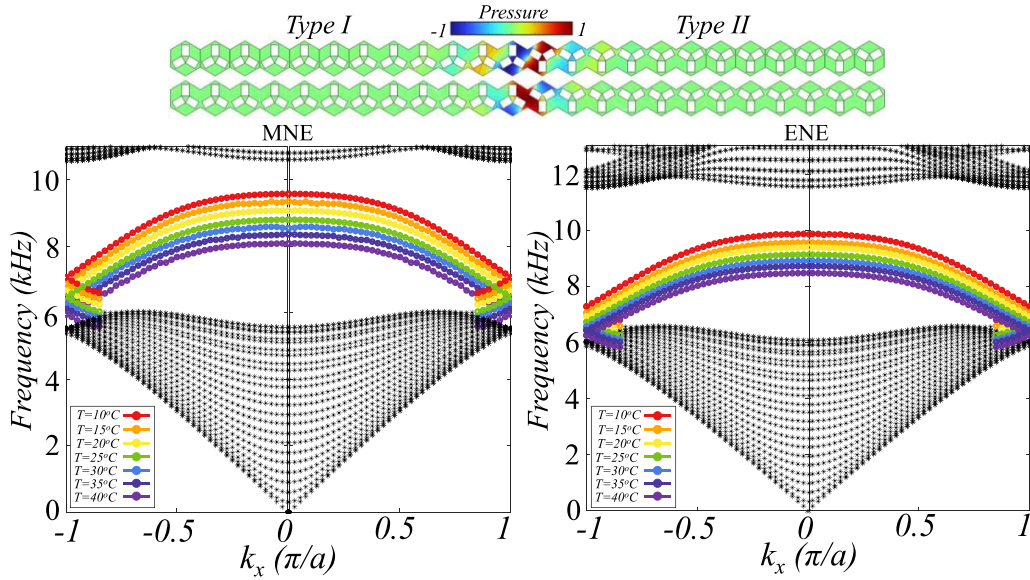 Pressure
Type I
-1
1
Type II
MNE
ENE
Frequency (kHz)
10
8
6
4
2
0
T=10°C
T=15°C
T=20°C
T=25°C
T=30°C
T=35°C
T=40°C
-1
-0.5
0
0.5
1
kₓ (π/a)
Frequency (kHz)
12
10
8
6
4
2
0
T=10°C
T=15°C
T=20°C
T=25°C
T=30°C
T=35°C
T=40°C
-1
-0.5
0
0.5
1
kₓ (π/a)